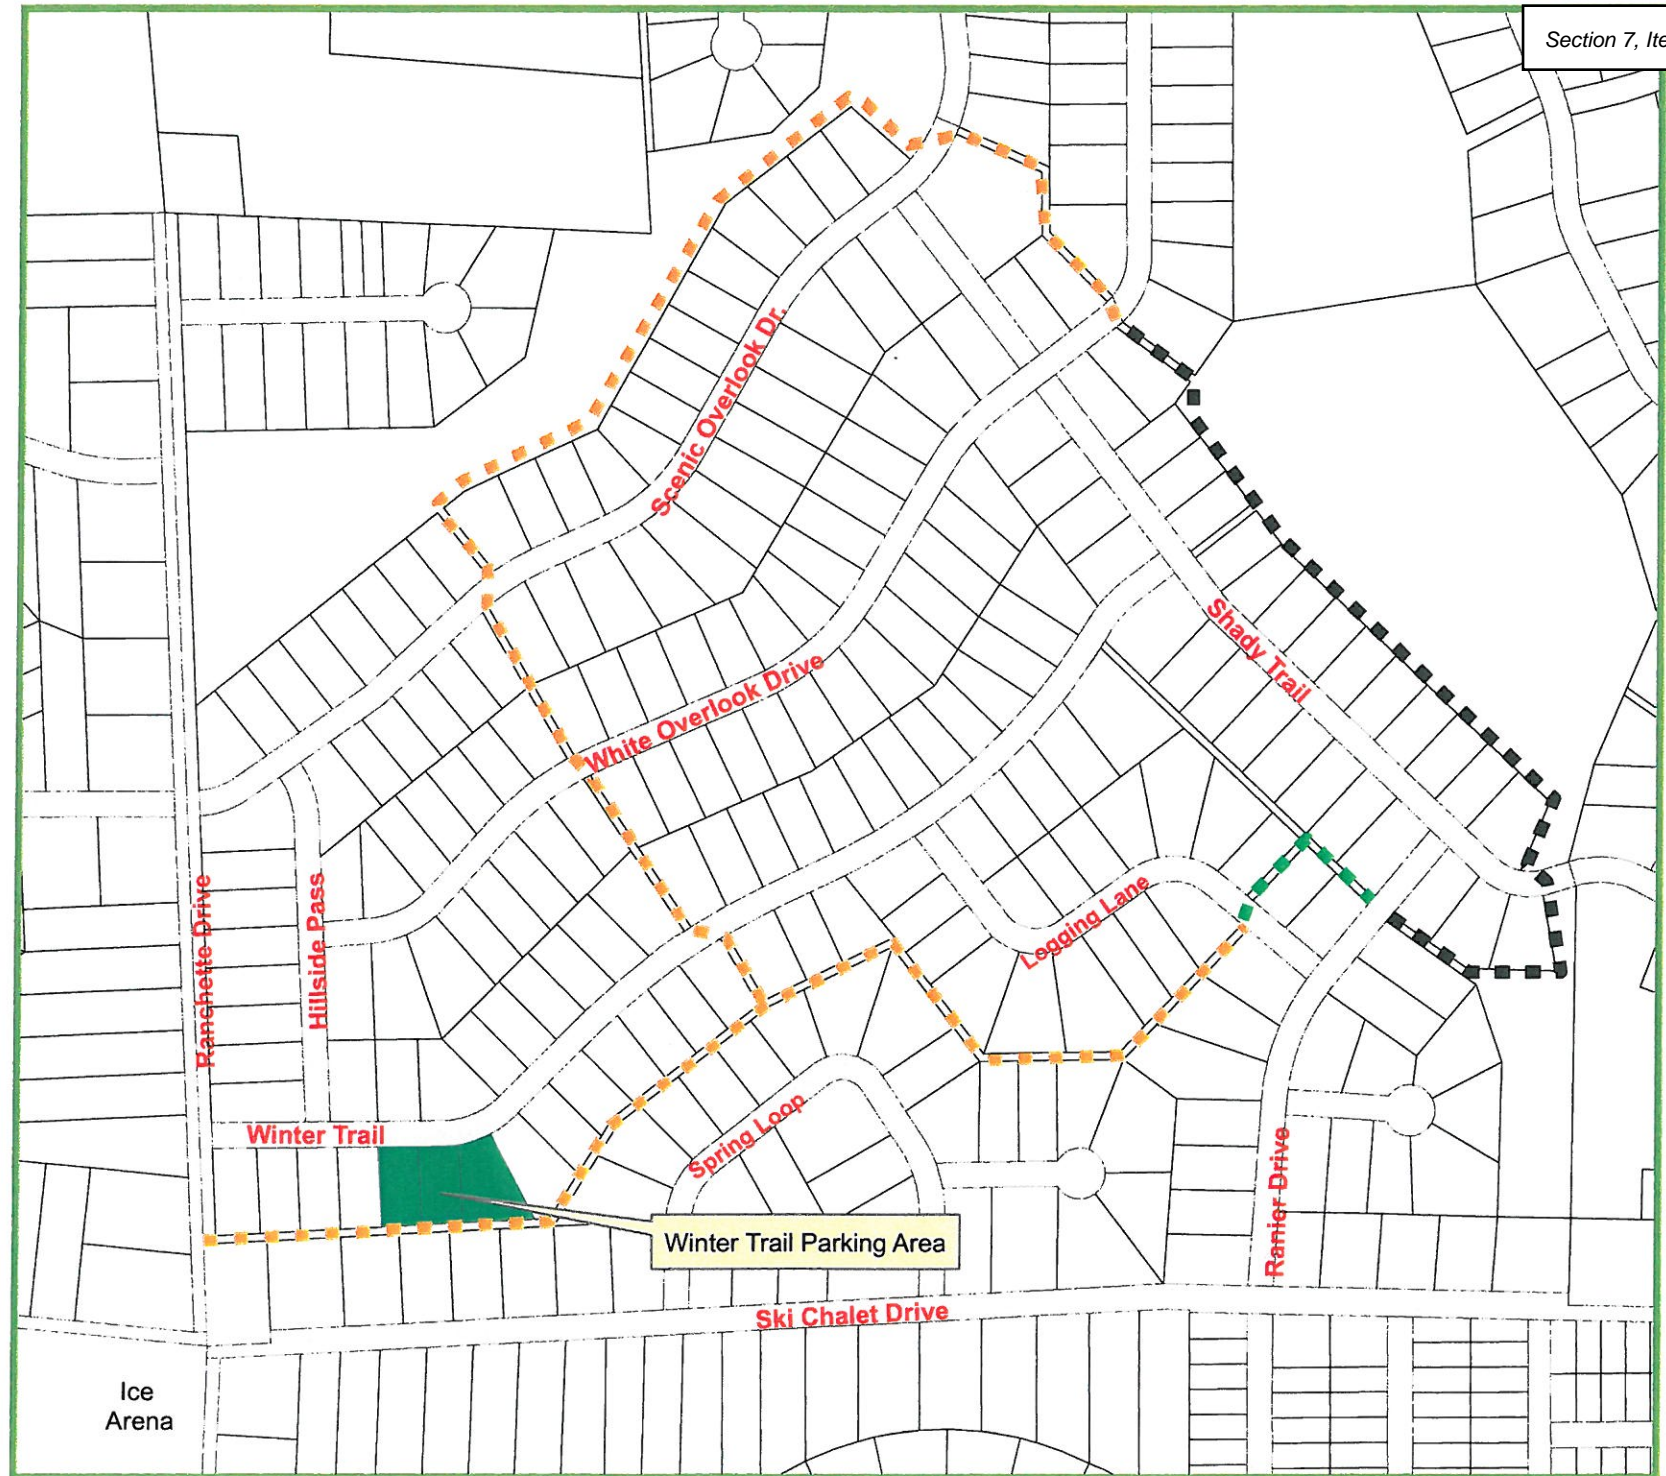 Section 7, Ite
Scenic Overlook Dr.
Shady Trail
White Overlook Drive
Logging Lane
Ranchette Drive
Hillside Pass
Winter Trail
Spring Loop
Ranier Drive
Winter Trail Parking Area
Ski Chalet Drive
Ice
Arena